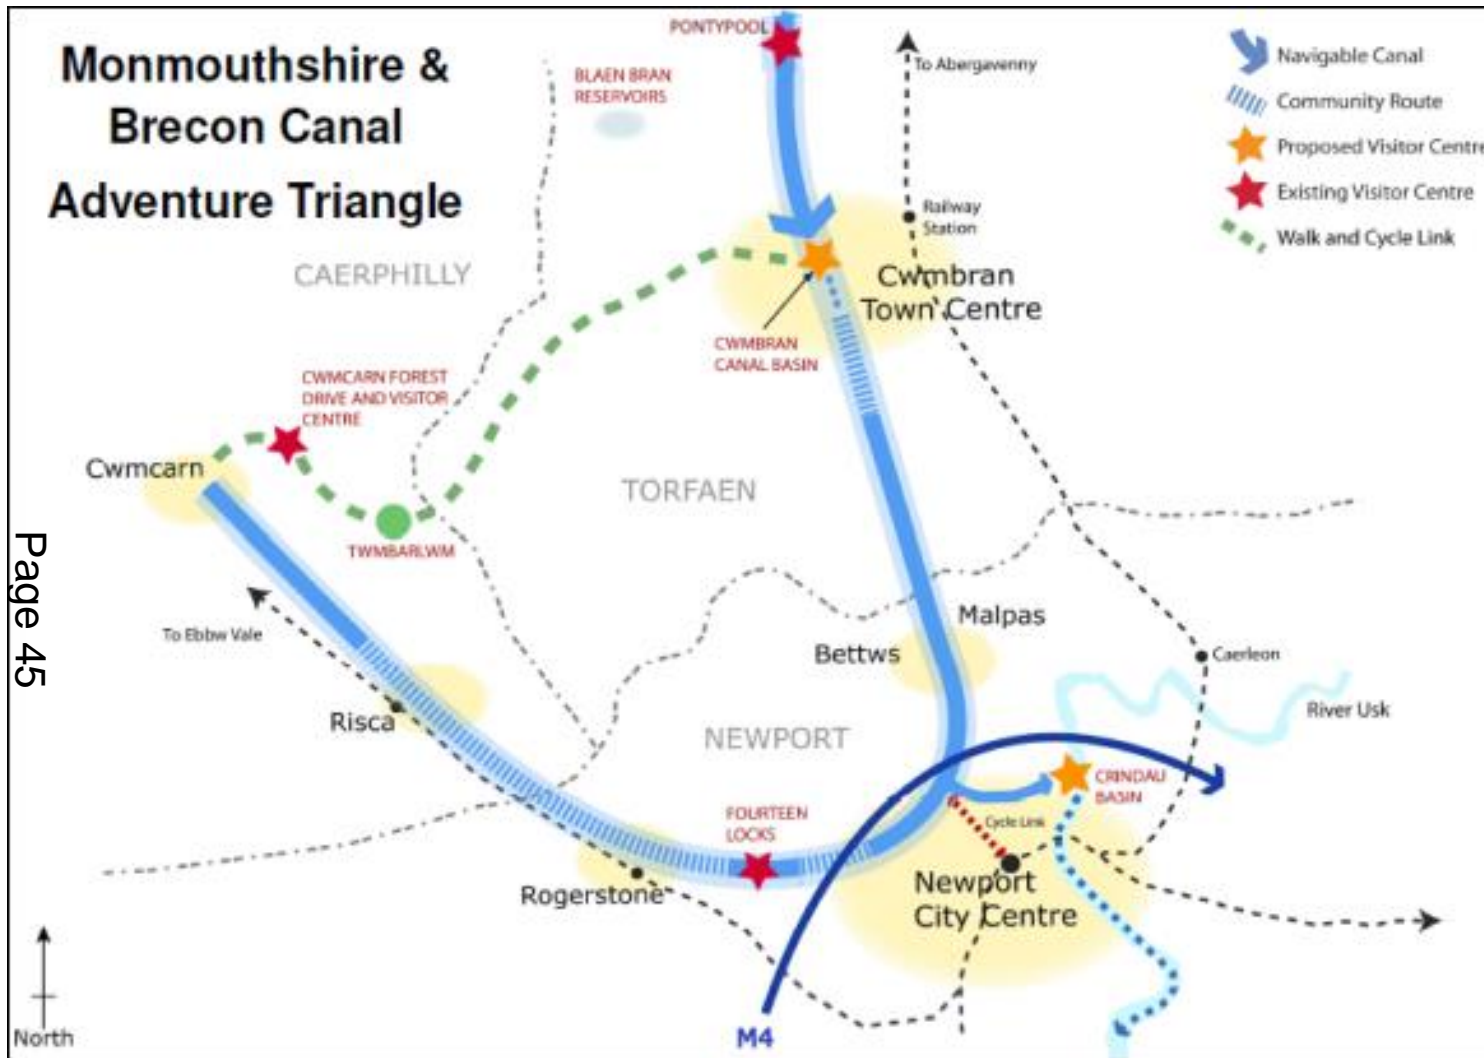 Monmouthshire &
Brecon Canal
Adventure Triangle
PONTYPOOL
BLAEN BRAN
RESERVOIRS
To Abergavenny
Navigable Canal
Community Route
Proposed Visitor Centre
Existing Visitor Centre
Walk and Cycle Link
Railway
Station
CAERPHILLY
Cwmbran
Town Centre
CWMBRAN
CANAL BASIN
CWMCARN FOREST
DRIVE AND VISITOR
CENTRE
Cwmcarn
TORFAEN
TWMBARLWM
Page 45
To Ebbw Vale
Malpas
Bettws
Caerleon
River Usk
Risca
NEWPORT
CRINDAU
BASIN
FOURTEEN
LOCKS
Cycle Link
Rogerstone
Newport
City Centre
M4
North